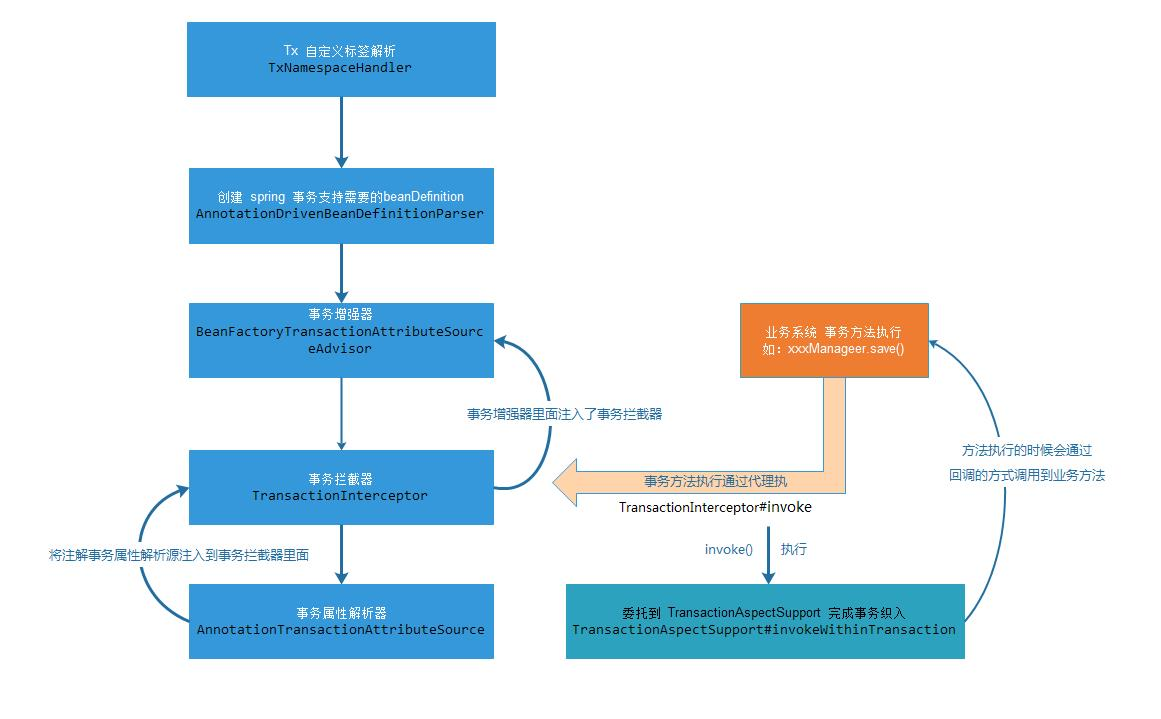 Tx 自定义标签解析
TxNamespaceHandler
创建 spring 事务支持需要的beanDefinition
AnnotationDrivenBeanDefinitionParser
事务增强器
BeanFactoryTransactionAttributeSourc
eAdvisor
事务增强器里面注入了事务拦截器
事务拦截器
TransactionInterceptor
将注解事务属性解析源注入到事务拦截器里面
事务属性解析器
AnnotationTransactionAttributeSource
业务系统 事务方法执行
如：xxxManageer.save()
事务方法执行通过代理执
TransactionInterceptor#invoke
invoke() 执行
方法执行的时候会通过
回调的方式调用到业务方法
委托到 TransactionAspectSupport 完成事务织入
TransactionAspectSupport#invokeWithinTransaction